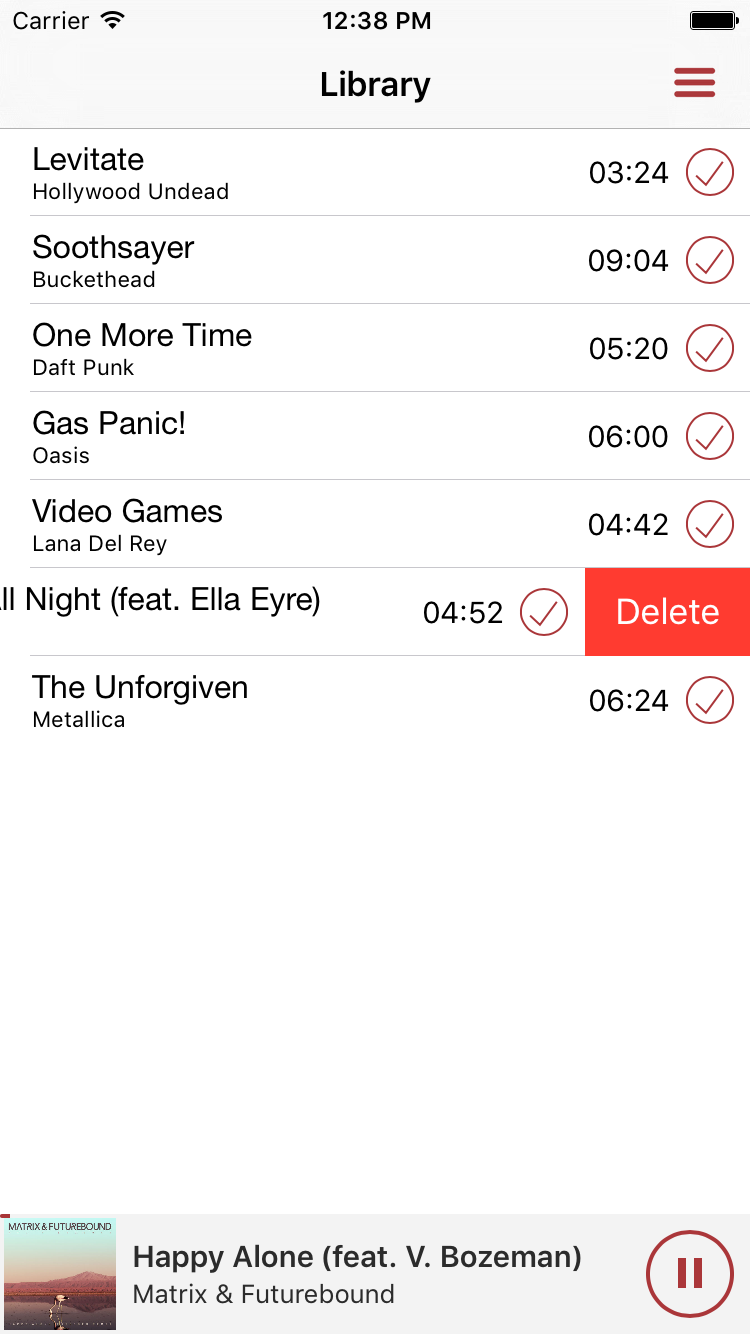 Carrier 12:38 PM
Library
Levitate
Hollywood Undead
03:24
Soothsayer
Buckethead
09:04
One More Time
Daft Punk
05:20
Gas Panic!
Oasis
06:00
Video Games
Lana Del Rey
04:42
Night (feat. Ella Eyre)
04:52
Delete
The Unforgiven
Metallica
06:24
MATRIX & FUTUREBOUND
Happy Alone (feat. V. Bozeman)
Matrix & Futurebound